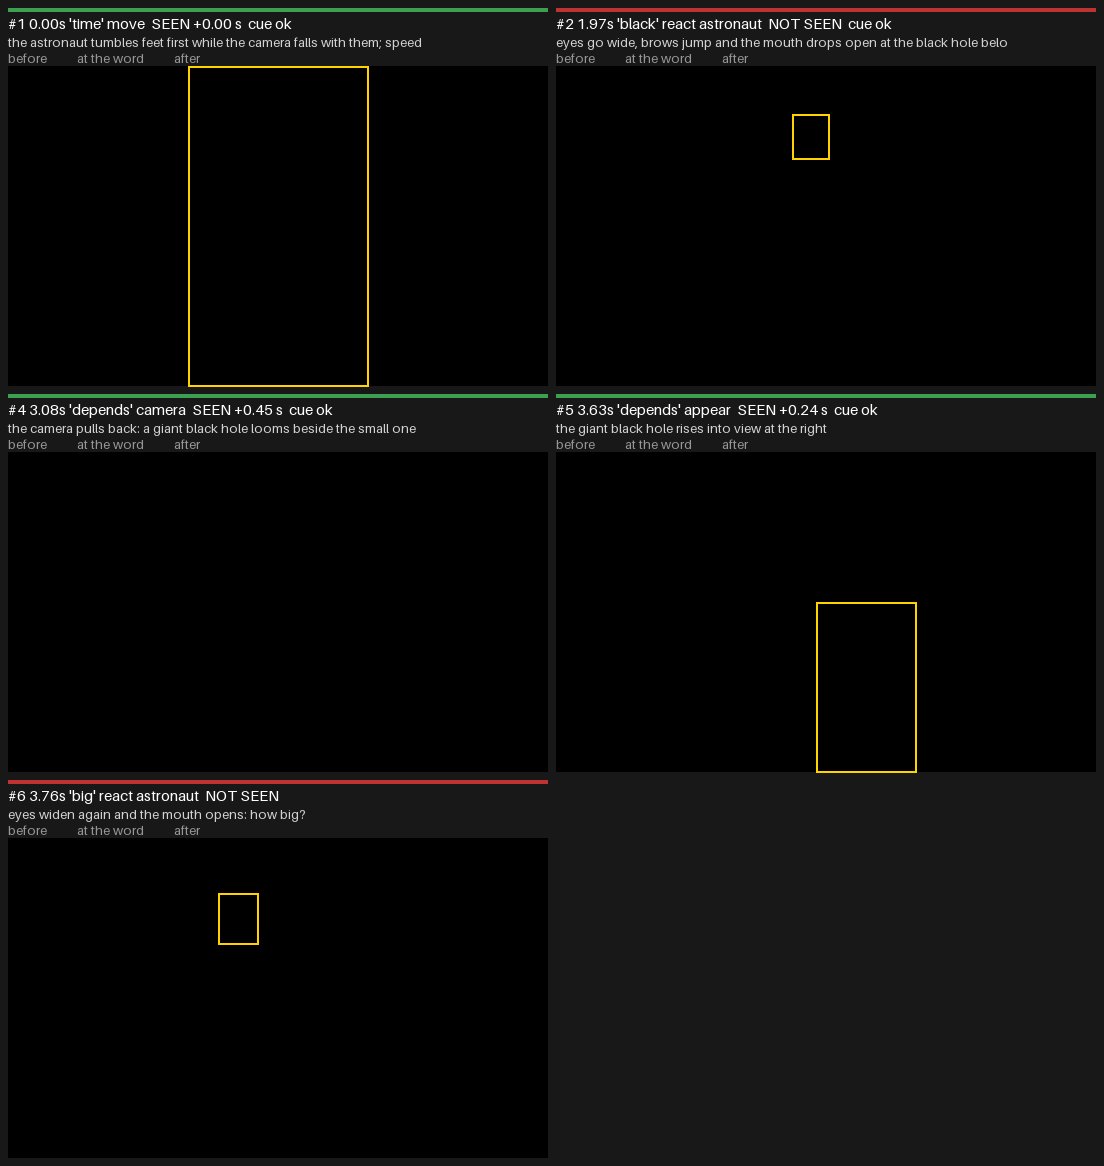 #1 0.00s 'time' move  SEEN +0.00 s  cue ok
the astronaut tumbles feet first while the camera falls with them; speed
before at the word after
#2 1.97s 'black' react astronaut  NOT SEEN  cue ok
eyes go wide, brows jump and the mouth drops open at the black hole belo
before at the word after
#4 3.08s 'depends' camera  SEEN +0.45 s  cue ok
the camera pulls back: a giant black hole looms beside the small one
before at the word after
#5 3.63s 'depends' appear  SEEN +0.24 s  cue ok
the giant black hole rises into view at the right
before at the word after
#6 3.76s 'big' react astronaut  NOT SEEN
eyes widen again and the mouth opens: how big?
before at the word after